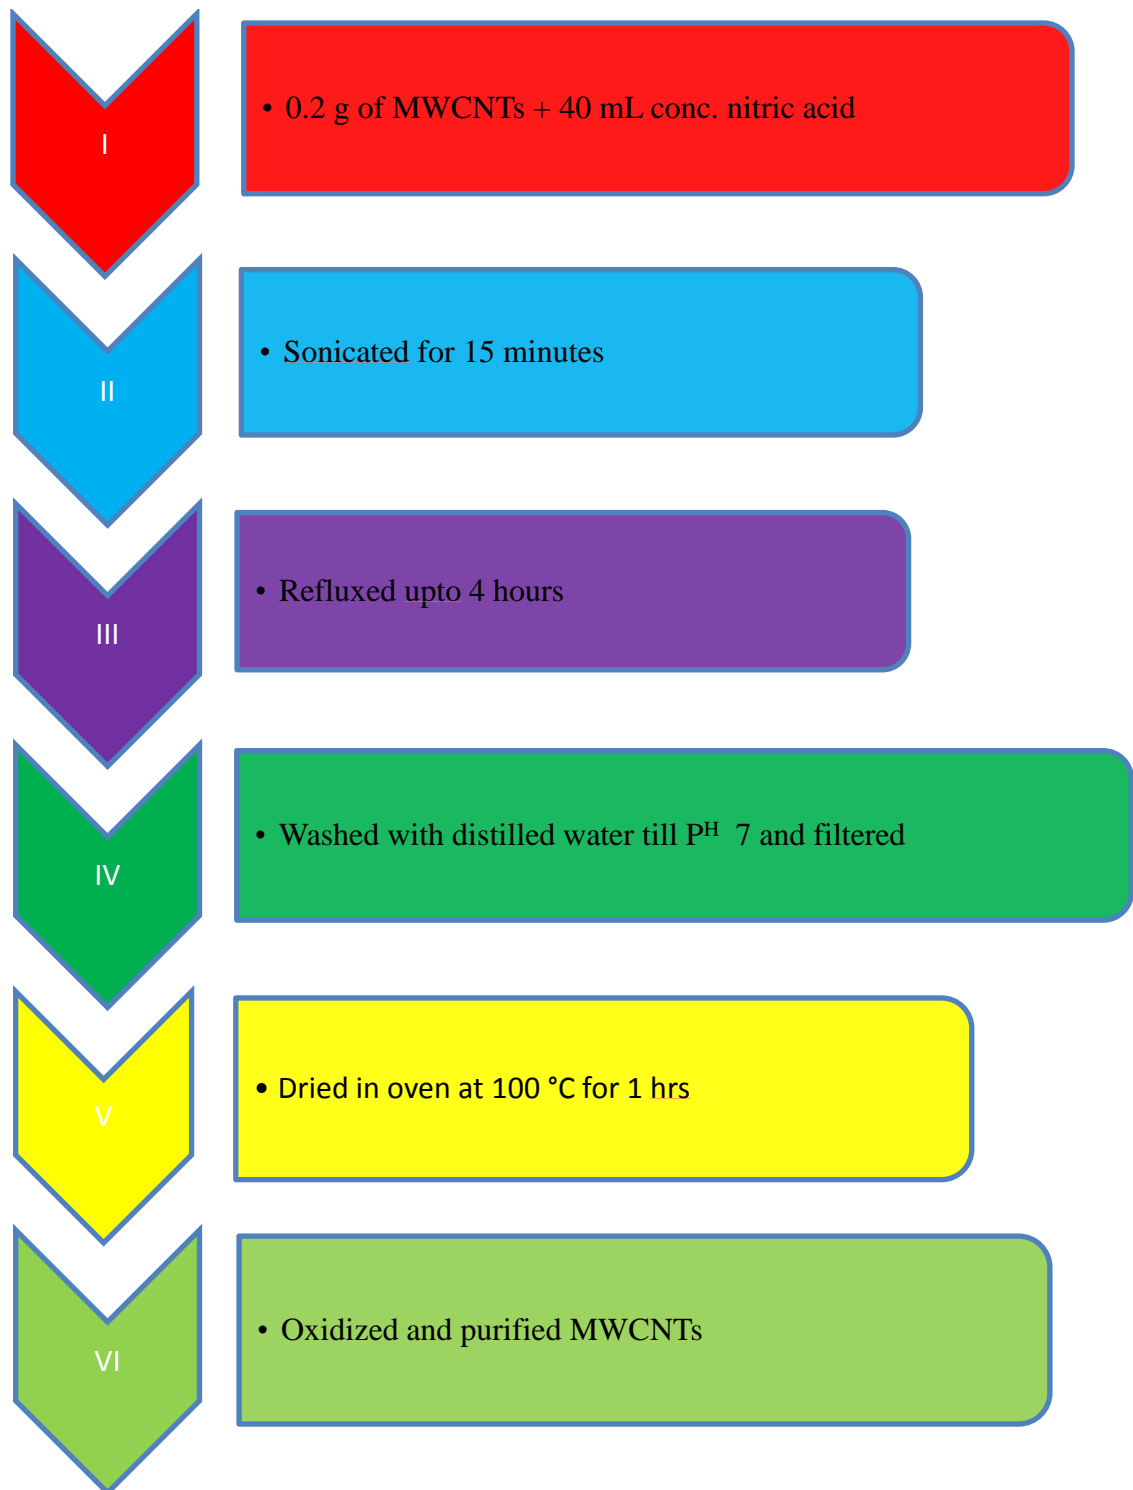 I
• 0.2 g of MWCNTs + 40 mL conc. nitric acid
II
• Sonicated for 15 minutes
III
• Refluxed upto 4 hours
IV
• Washed with distilled water till Pᴴ 7 and filtered
V
• Dried in oven at 100 °C for 1 hrs
VI
• Oxidized and purified MWCNTs